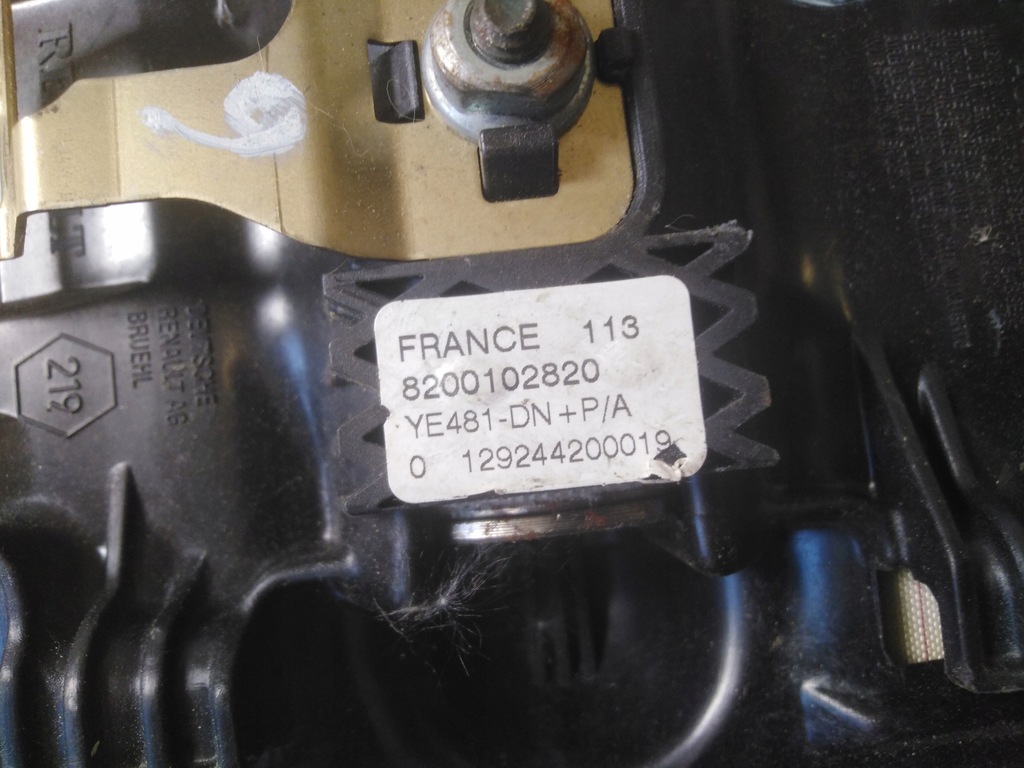 FRANCE 113
8200102820
YE481-DN+P/A
0 129244200019
219
DEUTSCHE
RENAULT AG
BRUEHL